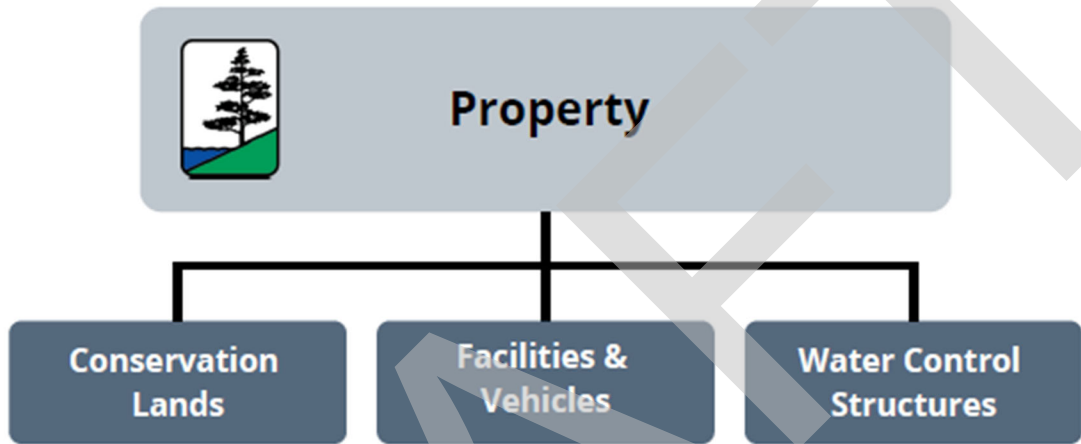 Property
Conservation
Lands
Facilities &
Vehicles
Water Control
Structures